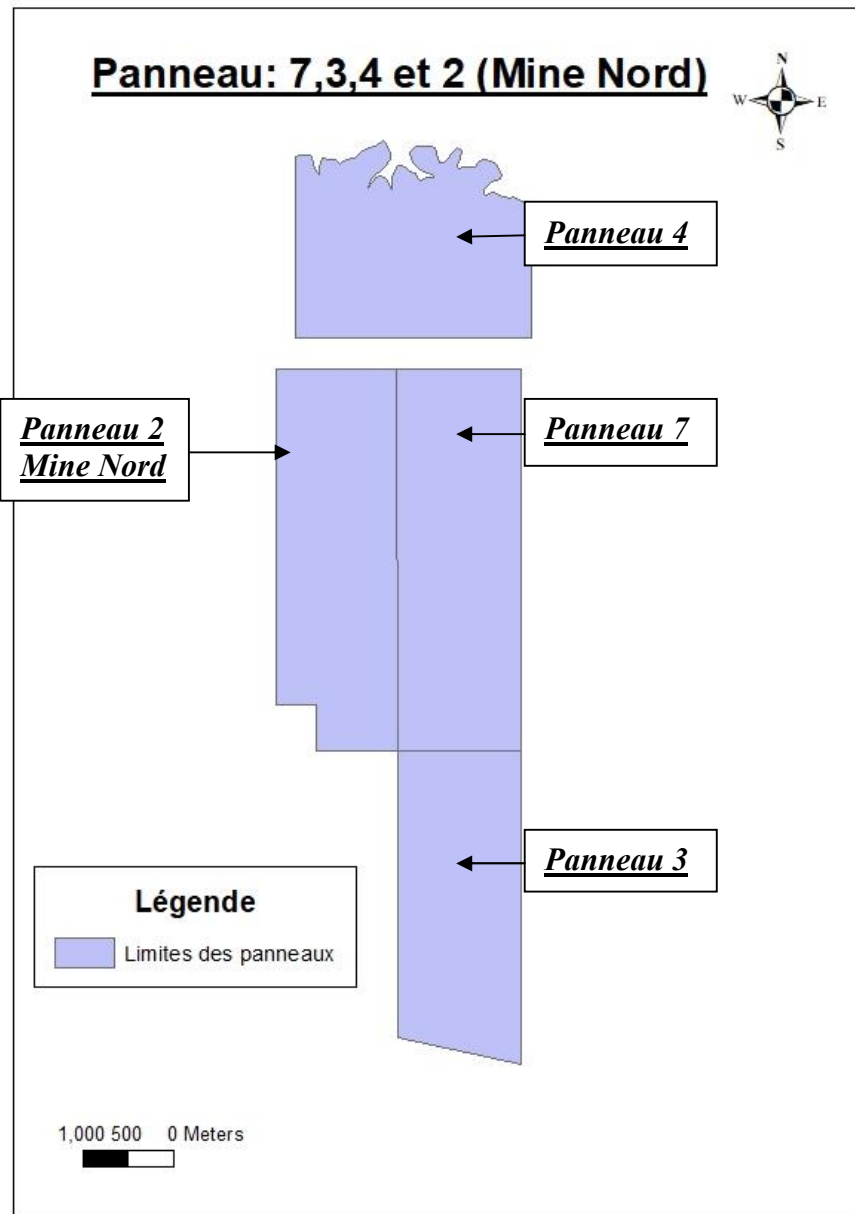 Panneau: 7,3,4 et 2 (Mine Nord)
N
W E
S
Panneau 4
Panneau 2
Mine Nord
Panneau 7
Panneau 3
Légende
Limites des panneaux
1,000 500 0 Meters